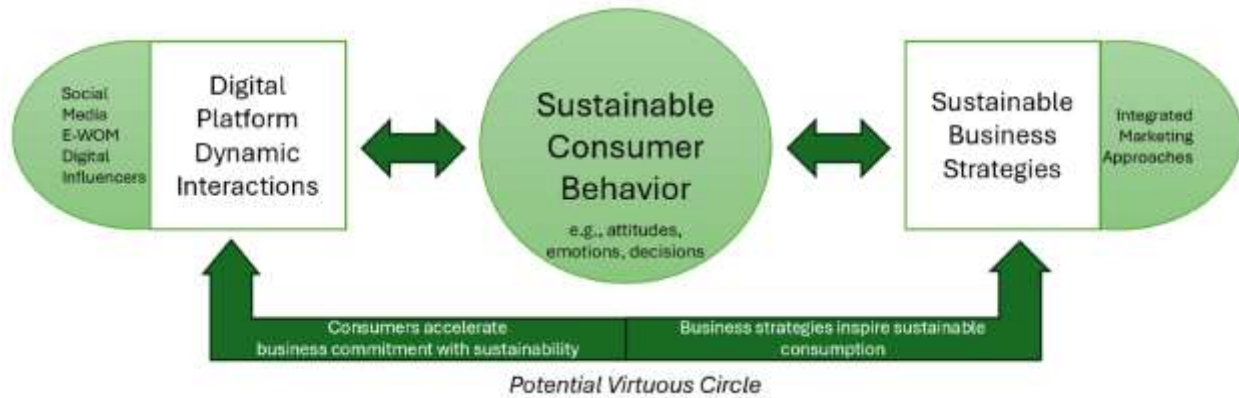 Social
Media
E-WOM
Digital
Influencers
Digital
Platform
Dynamic
Interactions
Sustainable
Consumer
Behavior
e.g., attitudes,
emotions, decisions
Sustainable
Business
Strategies
Integrated
Marketing
Approaches
Consumers accelerate
business commitment with sustainability
Business strategies inspire sustainable
consumption
Potential Virtuous Circle